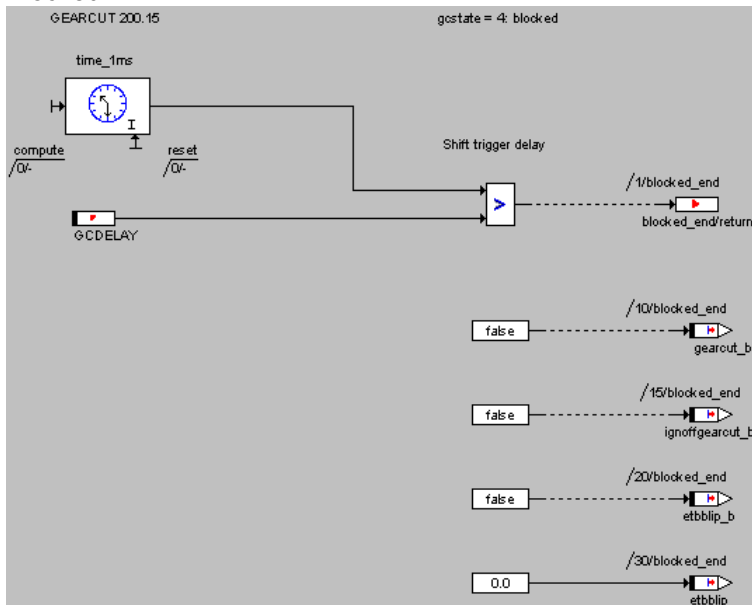 GEARCUT 200.15
gcstate = 4: blocked
time_1ms
I
compute
/0/-
reset
/0/-
Shift trigger delay
/1/blocked_end
>
blocked_end/return
GCDELAY
/10/blocked_end
false
gearcut_b
/15/blocked_end
false
ignoffgearcut_b
/20/blocked_end
false
etbblip_b
/30/blocked_end
0.0
etbblip